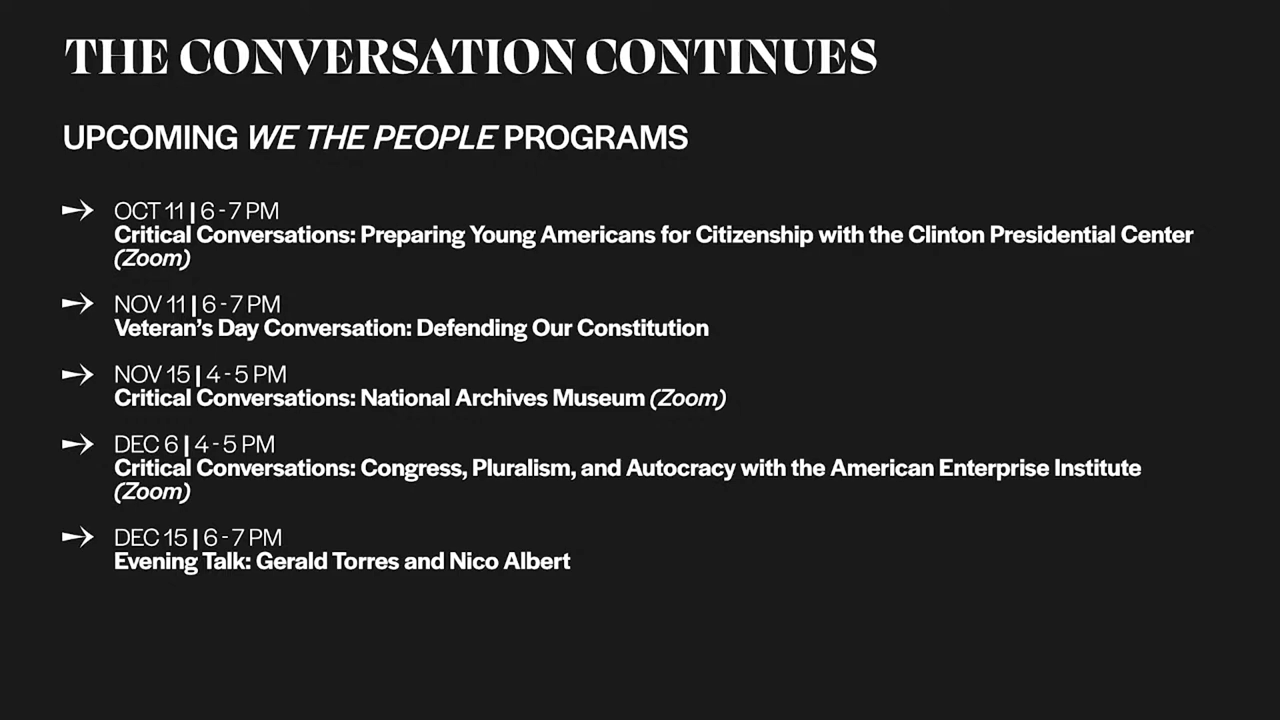 THE CONVERSATION CONTINUES
UPCOMING WE THE PEOPLE PROGRAMS
OCT 11 | 6 - 7 PM
Critical Conversations: Preparing Young Americans for Citizenship with the Clinton Presidential Center
(Zoom)
NOV 11 | 6 - 7 PM
Veteran’s Day Conversation: Defending Our Constitution
NOV 15 | 4 - 5 PM
Critical Conversations: National Archives Museum (Zoom)
DEC 6 | 4 - 5 PM
Critical Conversations: Congress, Pluralism, and Autocracy with the American Enterprise Institute
(Zoom)
DEC 15 | 6 - 7 PM
Evening Talk: Gerald Torres and Nico Albert